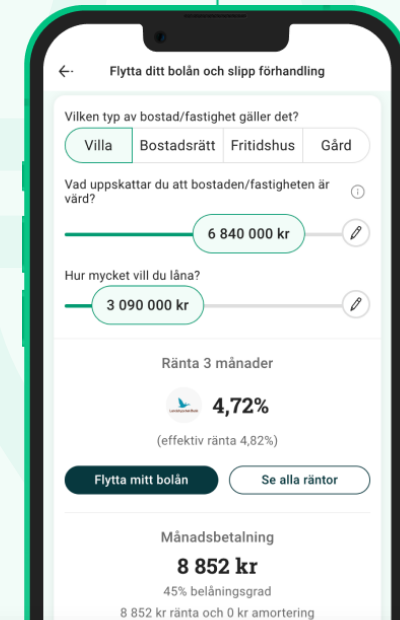 Flytta ditt bolån och slipp förhandling
Vilken typ av bostad/fastighet gäller det?
Villa Bostadsrätt Fritidshus Gård
Vad uppskattar du att bostaden/fastigheten är
värd?
6 840 000 kr
Hur mycket vill du låna?
3 090 000 kr
Ränta 3 månader
4,72%
(effektiv ränta 4,82%)
Flytta mitt bolån Se alla räntor
Månadsbetalning
8 852 kr
45% belåningsgrad
8 852 kr ränta och 0 kr amortering